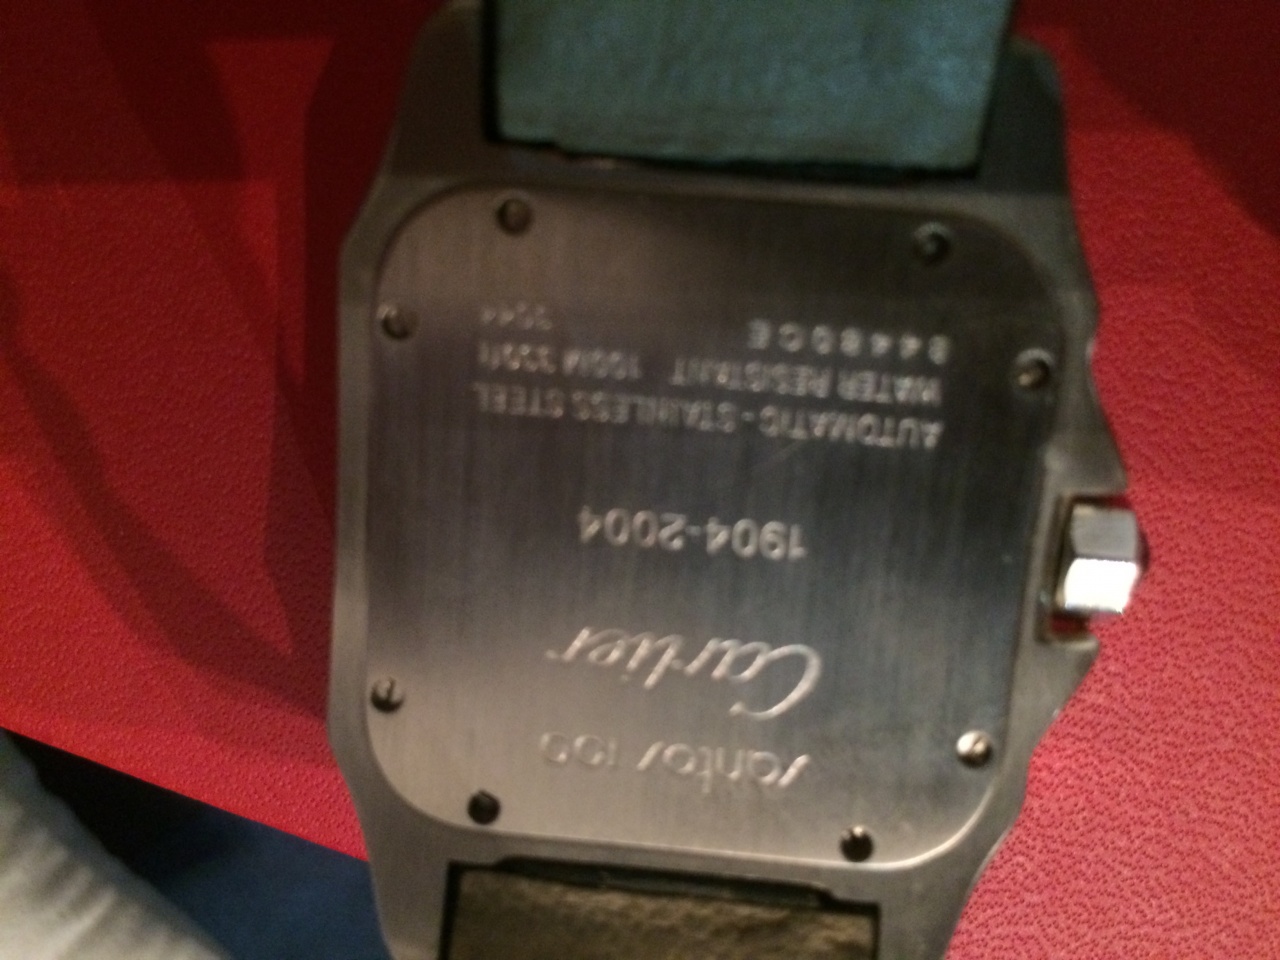 santos 100
Cartier
1904-2004
AUTOMATIC - STAINLESS STEEL
WATER RESISTANT 100M 330ft